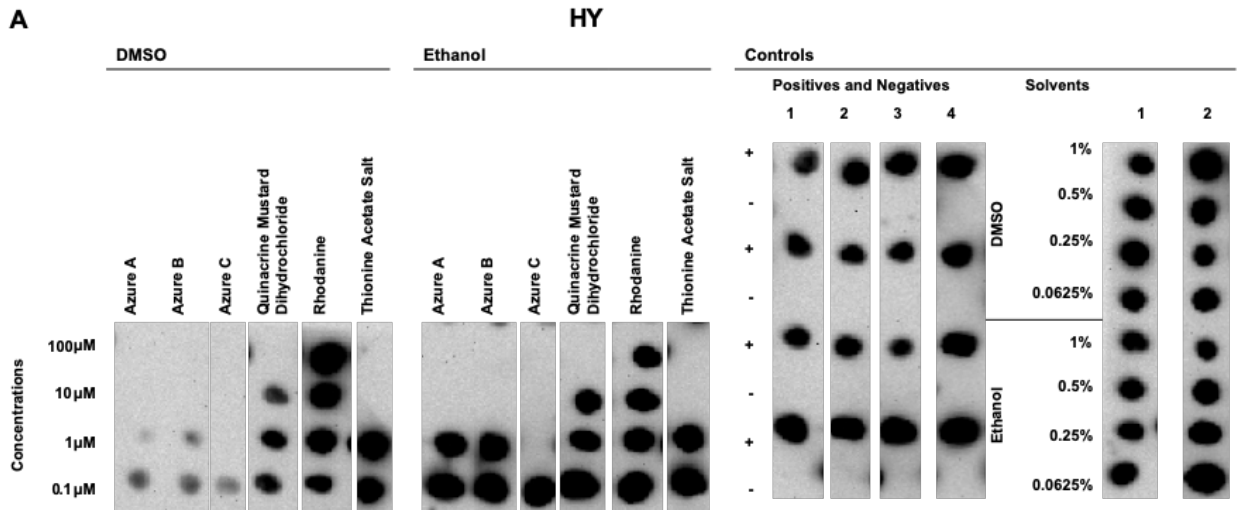 A
HY
DMSO
Ethanol
Controls
Positives and Negatives
Solvents
1
2
3
4
1
2
Azure A
Azure B
Azure C
Quinacrine Mustard
Dihydrochloride
Rhodanine
Thionine Acetate Salt
Azure A
Azure B
Azure C
Quinacrine Mustard
Dihydrochloride
Rhodanine
Thionine Acetate Salt
Concentrations
100µM
10µM
1µM
0.1µM
+
-
+
-
+
-
+
-
DMSO
1%
0.5%
0.25%
0.0625%
Ethanol
1%
0.5%
0.25%
0.0625%